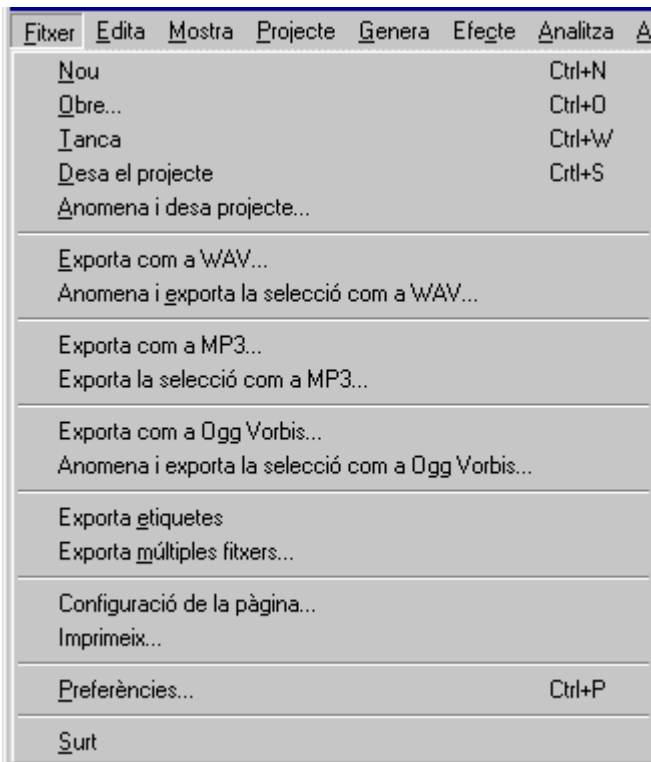 Fitxer Edita Mostra Projecte Genera Efecte Analitza A
Nou Ctrl+N
Obre... Ctrl+O
Tanca Ctrl+W
Desa el projecte Crtl+S
Anomena i desa projecte...
Exporta com a WAV...
Anomena i exporta la selecció com a WAV...
Exporta com a MP3...
Exporta la selecció com a MP3...
Exporta com a Ogg Vorbis...
Anomena i exporta la selecció com a Ogg Vorbis...
Exporta etiquetes
Exporta múltiples fitxers...
Configuració de la pàgina...
Imprimeix...
Preferències... Ctrl+P
Surt